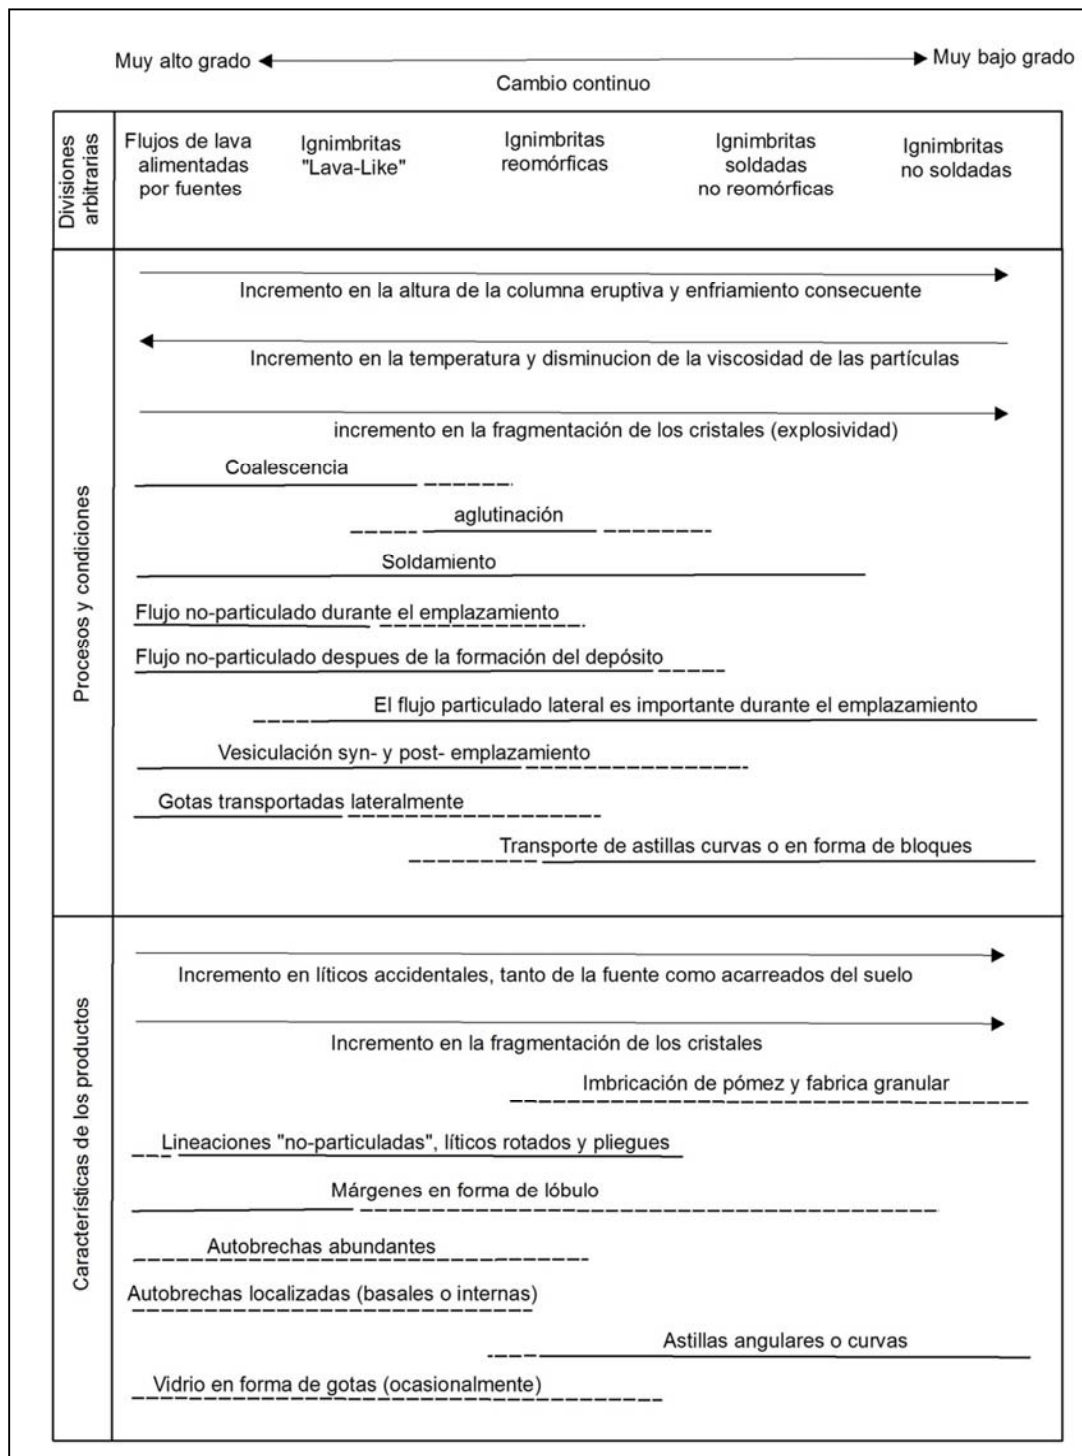 Muy alto grado
Muy bajo grado
Cambio continuo
Divisiones
arbitrarias
Flujos de lava
alimentadas
por fuentes
Ignimbritas
"Lava-Like"
Ignimbritas
reomórficas
Ignimbritas
soldadas
no reomórficas
Ignimbritas
no soldadas
Procesos y condiciones
Incremento en la altura de la columna eruptiva y enfriamiento consecuente
Incremento en la temperatura y disminucion de la viscosidad de las partículas
incremento en la fragmentación de los cristales (explosividad)
Coalescencia
aglutinación
Soldamiento
Flujo no-particulado durante el emplazamiento
Flujo no-particulado despues de la formación del depósito
El flujo particulado lateral es importante durante el emplazamiento
Vesiculación syn- y post- emplazamiento
Gotas transportadas lateralmente
Transporte de astillas curvas o en forma de bloques
Características de los productos
Incremento en líticos accidentales, tanto de la fuente como acarreados del suelo
Incremento en la fragmentación de los cristales
Imbricación de pómez y fabrica granular
Lineaciones "no-particuladas", líticos rotados y pliegues
Márgenes en forma de lóbulo
Autobrechas abundantes
Autobrechas localizadas (basales o internas)
Astillas angulares o curvas
Vidrio en forma de gotas (ocasionalmente)